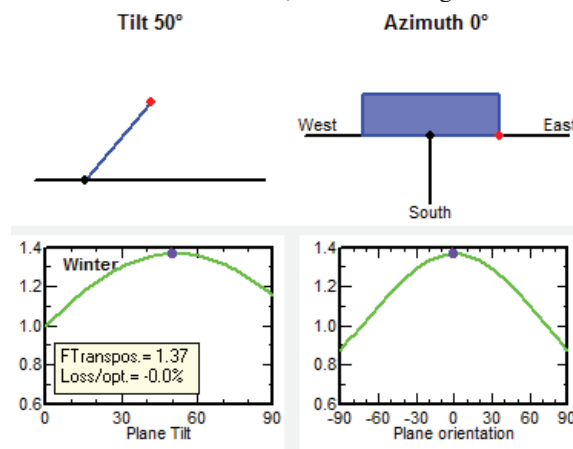 Tilt 50° Azimuth 0°
West East
South
1.4 1.4
Winter
1.2 1.2
1.0 1.0
FTranspos.= 1.37
0.8 0.8
Loss/opt.= -0.0%
0.6 0.6
0 30 60 90 -90 -60 -30 0 30 60 90
Plane Tilt Plane orientation